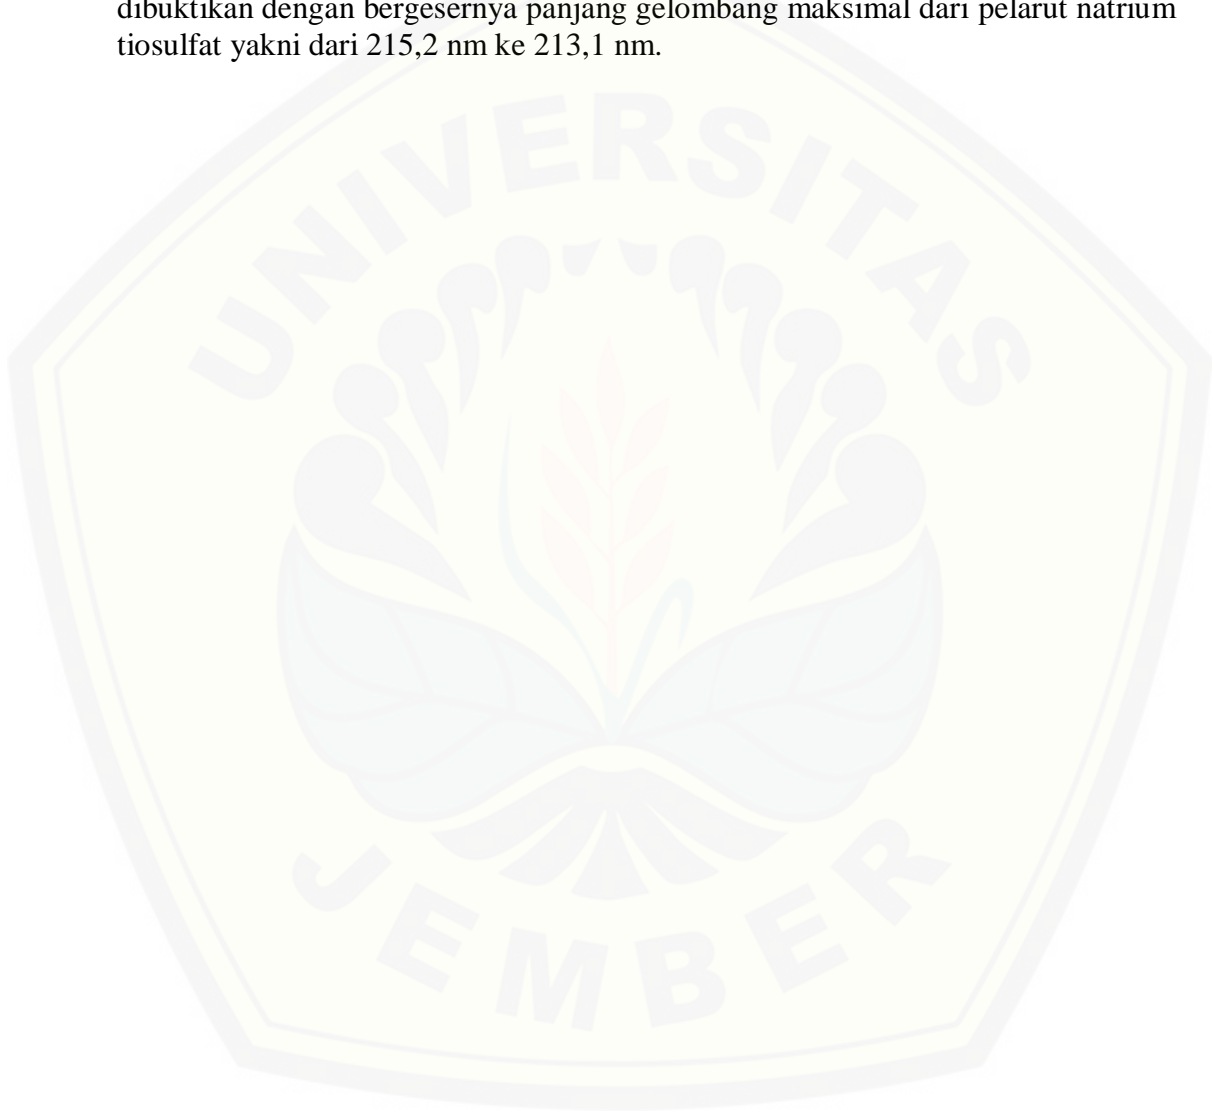 dibuktikan dengan bergesernya panjang gelombang maksimal dari pelarut natrium
tiosulfat yakni dari 215,2 nm ke 213,1 nm.
UNIVERSITAS
JEMBER